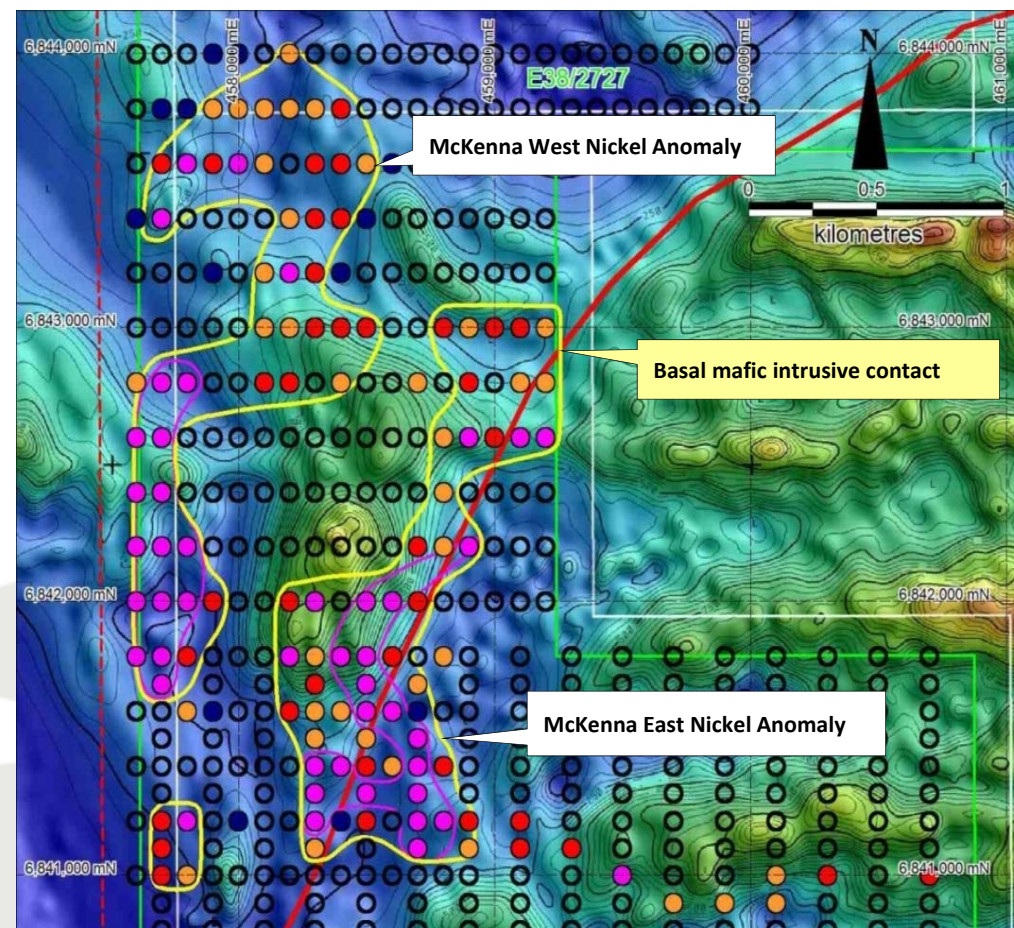 6,844,000 mN
458,000 mE
459,000 mE
460,000 mE
461,000 mE
N
6,844,000 mN
E38/2727
McKenna West Nickel Anomaly
0 0.5 1
kilometres
6,843,000 mN
6,843,000 mN
Basal mafic intrusive contact
6,842,000 mN
6,842,000 mN
McKenna East Nickel Anomaly
6,841,000 mN
6,841,000 mN